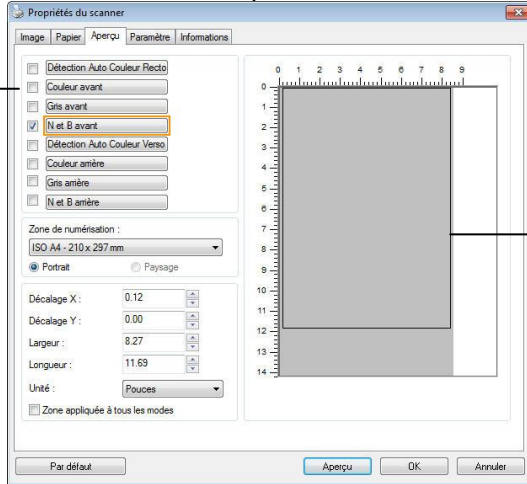 Propriétés du scanner
Image Papier Aperçu Paramètre Informations
Détection Auto Couleur Recto
Couleur avant
Gris avant
N et B avant
Détection Auto Couleur Verso
Couleur arrière
Gris arrière
N et B arrière
Zone de numérisation :
ISO A4 - 210 x 297 mm
Portrait Paysage
Décalage X : 0.12
Décalage Y : 0.00
Largeur : 8.27
Longueur : 11.69
Unité : Pouces
Zone appliquée à tous les modes
0 1 2 3 4 5 6 7 8 9
0
1
2
3
4
5
6
7
8
9
10
11
12
13
14
Par défaut Aperçu OK Annuler